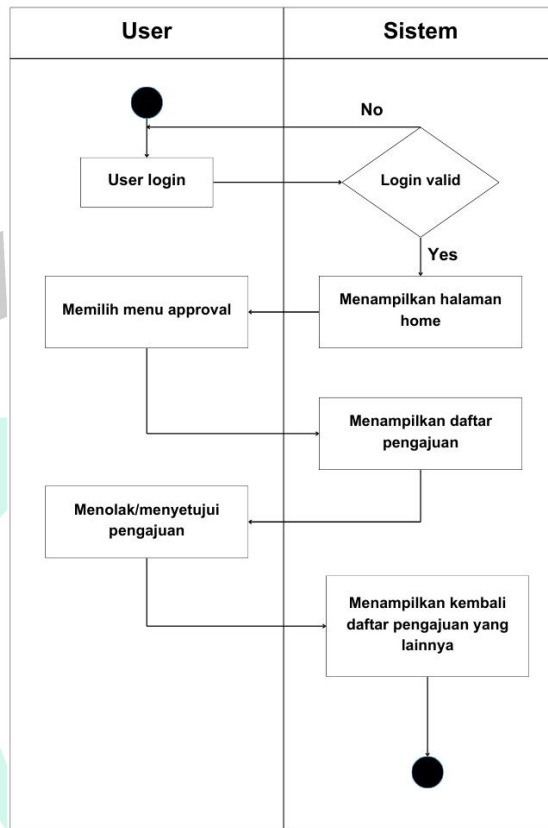 User
Sistem
No
User login
Login valid
Yes
Memilih menu approval
Menampilkan halaman
home
Menampilkan daftar
pengajuan
Menolak/menyetujui
pengajuan
Menampilkan kembali
daftar pengajuan yang
lainnya